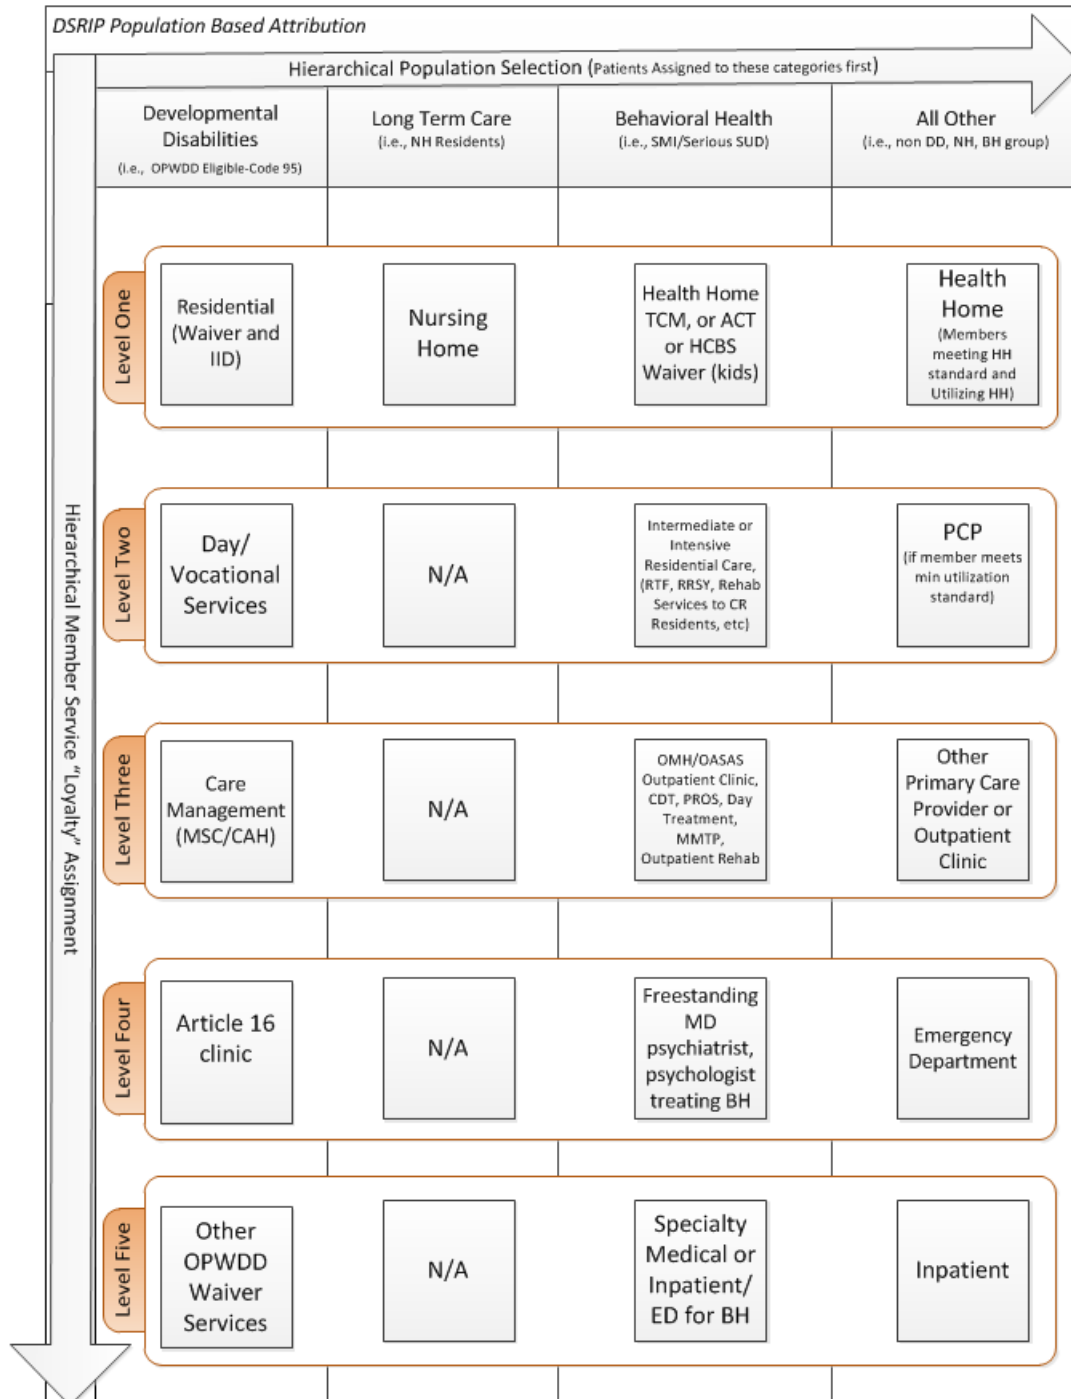 DSRIP Population Based Attribution
Hierarchical Population Selection (Patients Assigned to these categories first)
Developmental
Disabilities
(i.e., OPWDD Eligible-Code 95)
Long Term Care
(i.e., NH Residents)
Behavioral Health
(i.e., SMI/Serious SUD)
All Other
(i.e., non DD, NH, BH group)
Hierarchical Member Service "Loyalty" Assignment
Level One
Residential
(Waiver and
IID)
Nursing
Home
Health Home
TCM, or ACT
or HCBS
Waiver (kids)
Health
Home
(Members
meeting HH
standard and
Utilizing HH)
Level Two
Day/
Vocational
Services
N/A
Intermediate or
Intensive
Residential Care,
(RTF, RRSY, Rehab
Services to CR
Residents, etc)
PCP
(if member meets
min utilization
standard)
Level Three
Care
Management
(MSC/CAH)
N/A
OMH/OASAS
Outpatient Clinic,
CDT, PROS, Day
Treatment,
MMTP,
Outpatient Rehab
Other
Primary Care
Provider or
Outpatient
Clinic
Level Four
Article 16
clinic
N/A
Freestanding
MD
psychiatrist,
psychologist
treating BH
Emergency
Department
Level Five
Other
OPWDD
Waiver
Services
N/A
Specialty
Medical or
Inpatient/
ED for BH
Inpatient